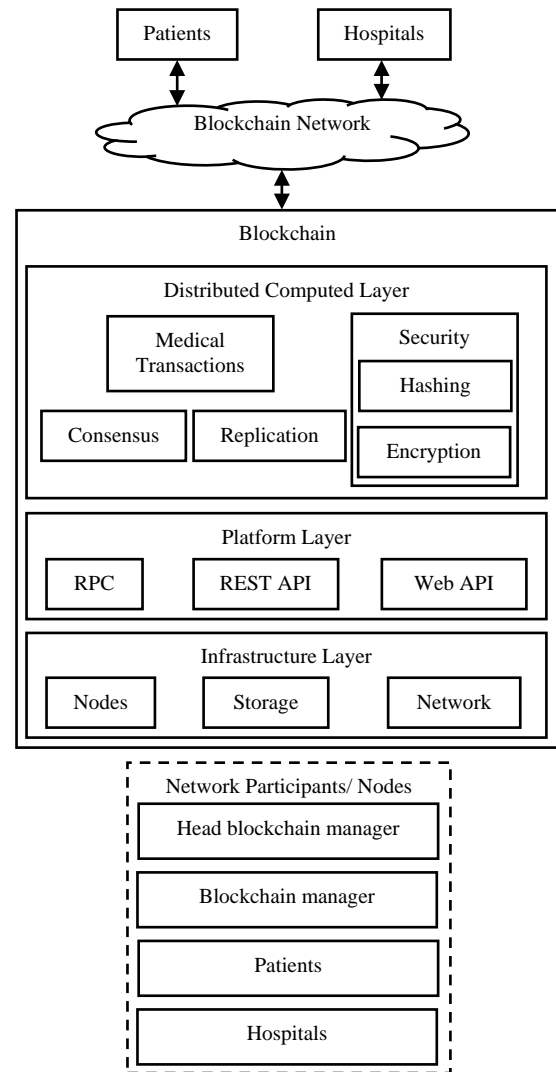 Patients
Hospitals
Blockchain Network
Blockchain
Distributed Computed Layer
Medical
Transactions
Security
Hashing
Consensus
Replication
Encryption
Platform Layer
RPC
REST API
Web API
Infrastructure Layer
Nodes
Storage
Network
Network Participants/ Nodes
Head blockchain manager
Blockchain manager
Patients
Hospitals